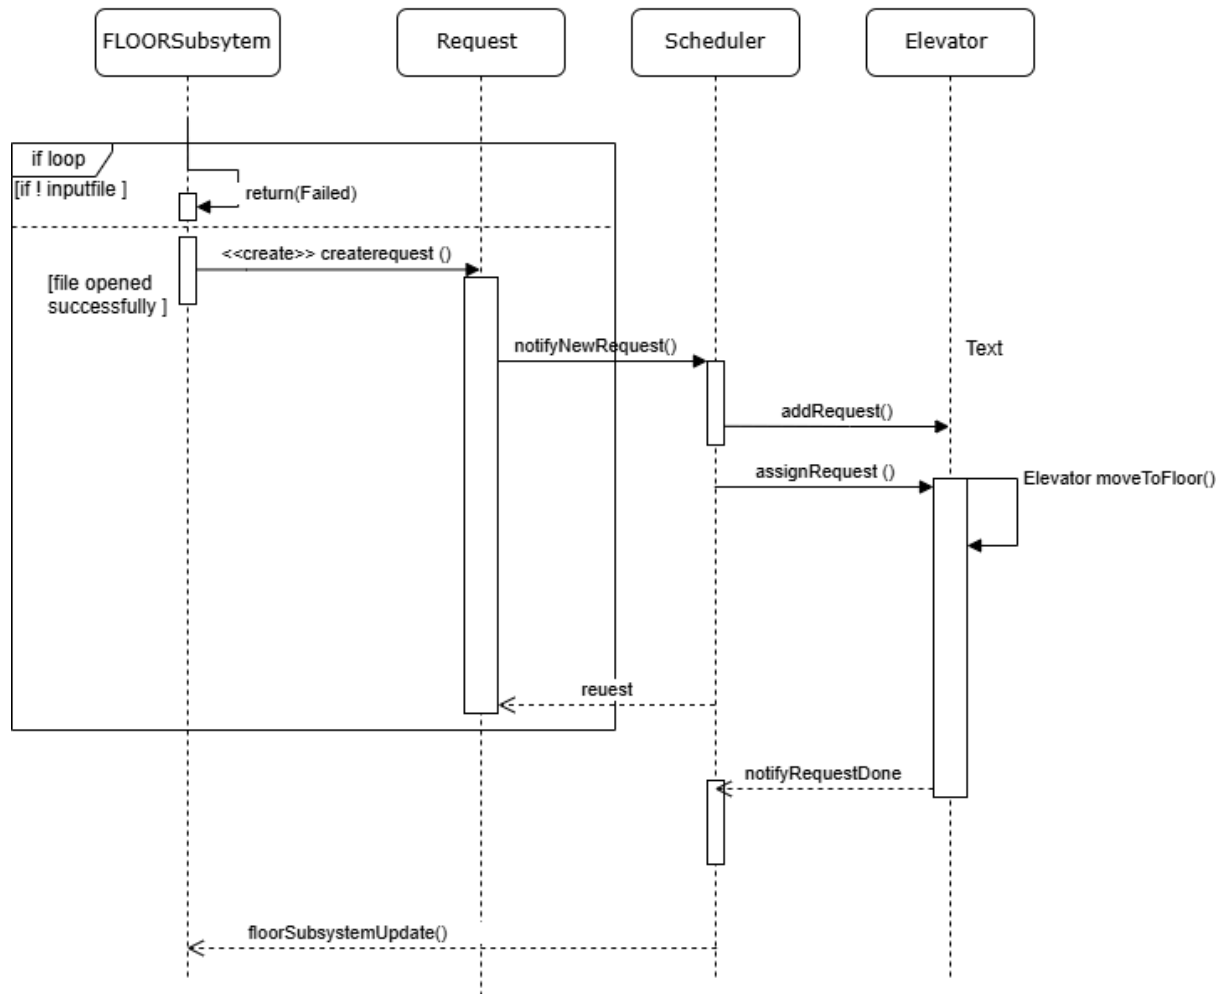 FLOORSubsytem
Request
Scheduler
Elevator
if loop
[if ! inputfile ]
return(Failed)
<<create>> createrequest ()
[file opened
successfully ]
notifyNewRequest()
Text
addRequest()
assignRequest ()
Elevator moveToFloor()
reuest
notifyRequestDone
floorSubsystemUpdate()